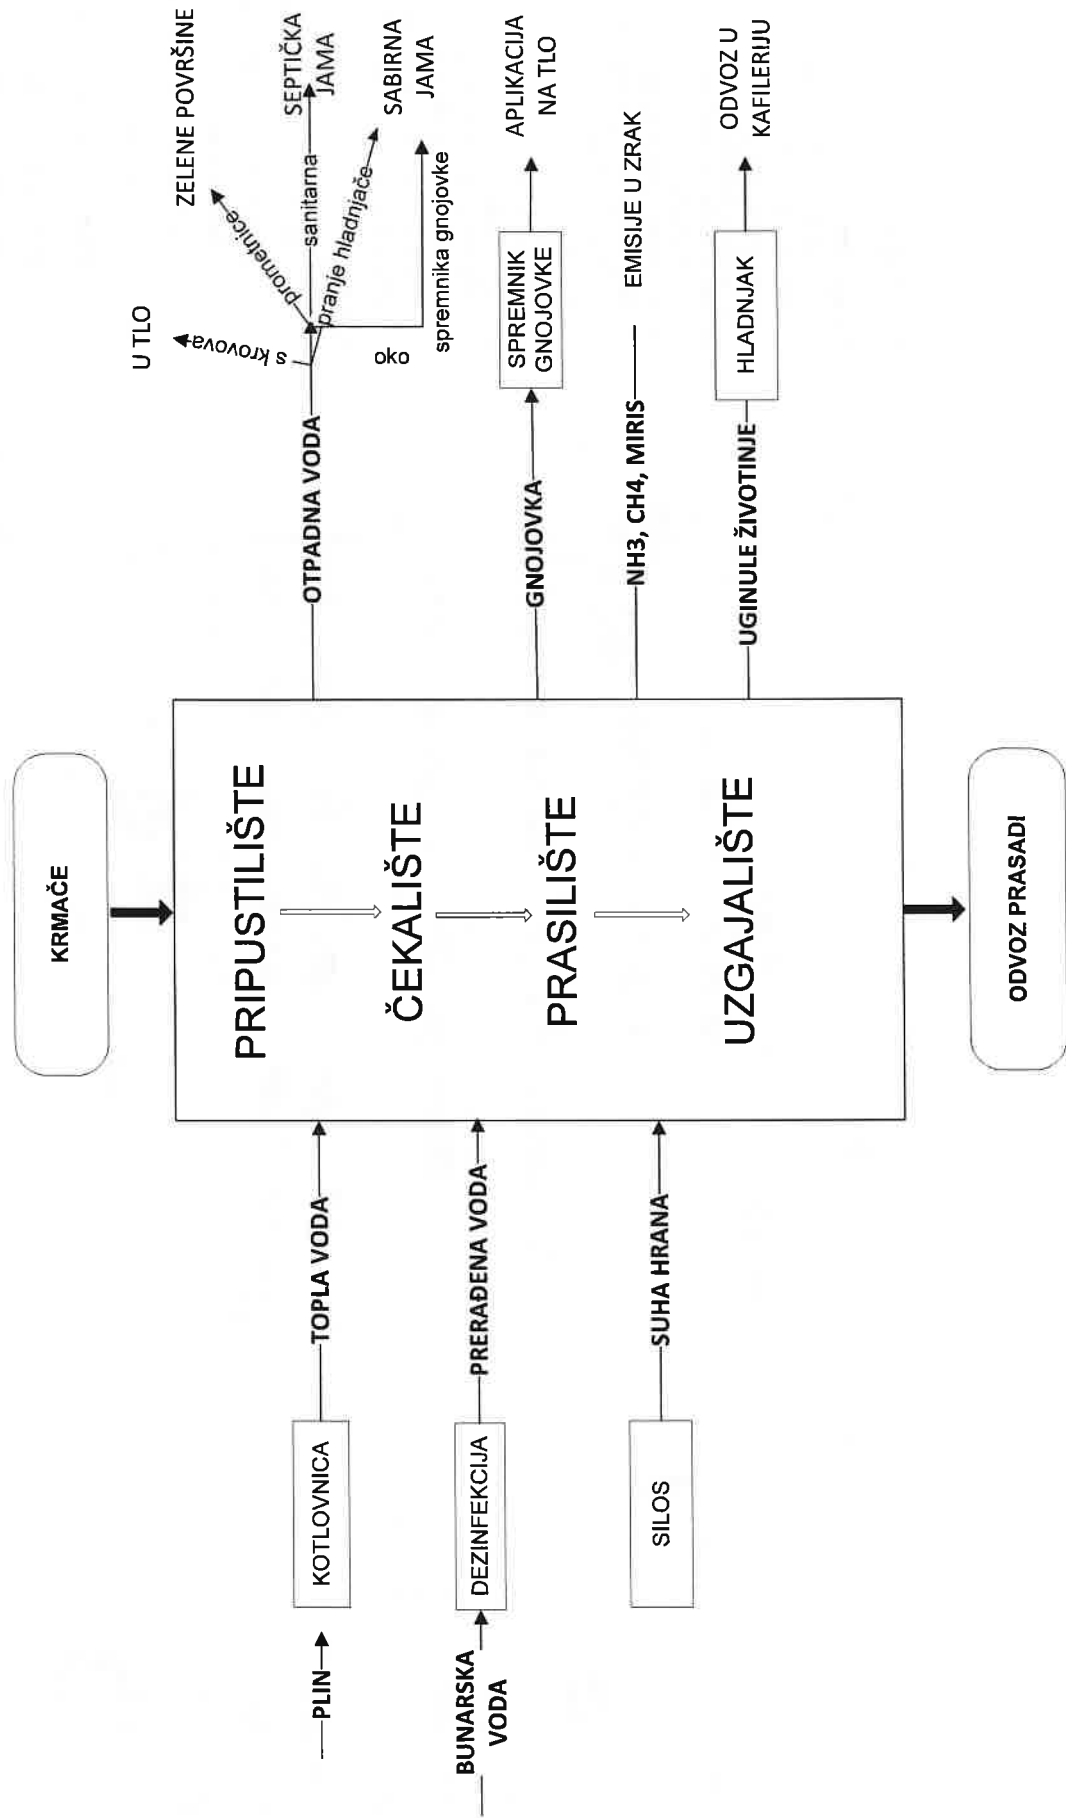 KRMAČE
PLIN
KOTLOVNICA
TOPLA VODA
BUNARSKA
VODA
DEZINFEKCIJA
PRERAĐENA VODA
SILOS
SUHA HRANA
PRIPUSTILIŠTE
ČEKALIŠTE
PRASILIŠTE
UZGAJALIŠTE
OTPADNA VODA
s krovova
U TLO
prometnice
ZELENE POVRŠINE
sanitarna
SEPTIČKA
JAMA
pranje hladnjače
SABIRNA
JAMA
oko
spremnika gnojovke
GNOJOVKA
SPREMNIK
GNOJOVKE
APLIKACIJA
NA TLO
NH3, CH4, MIRIS
EMISIJE U ZRAK
UGINULE ŽIVOTINJE
HLADNJAK
ODVOZ U
KAFILERIJU
ODVOZ PRASADI